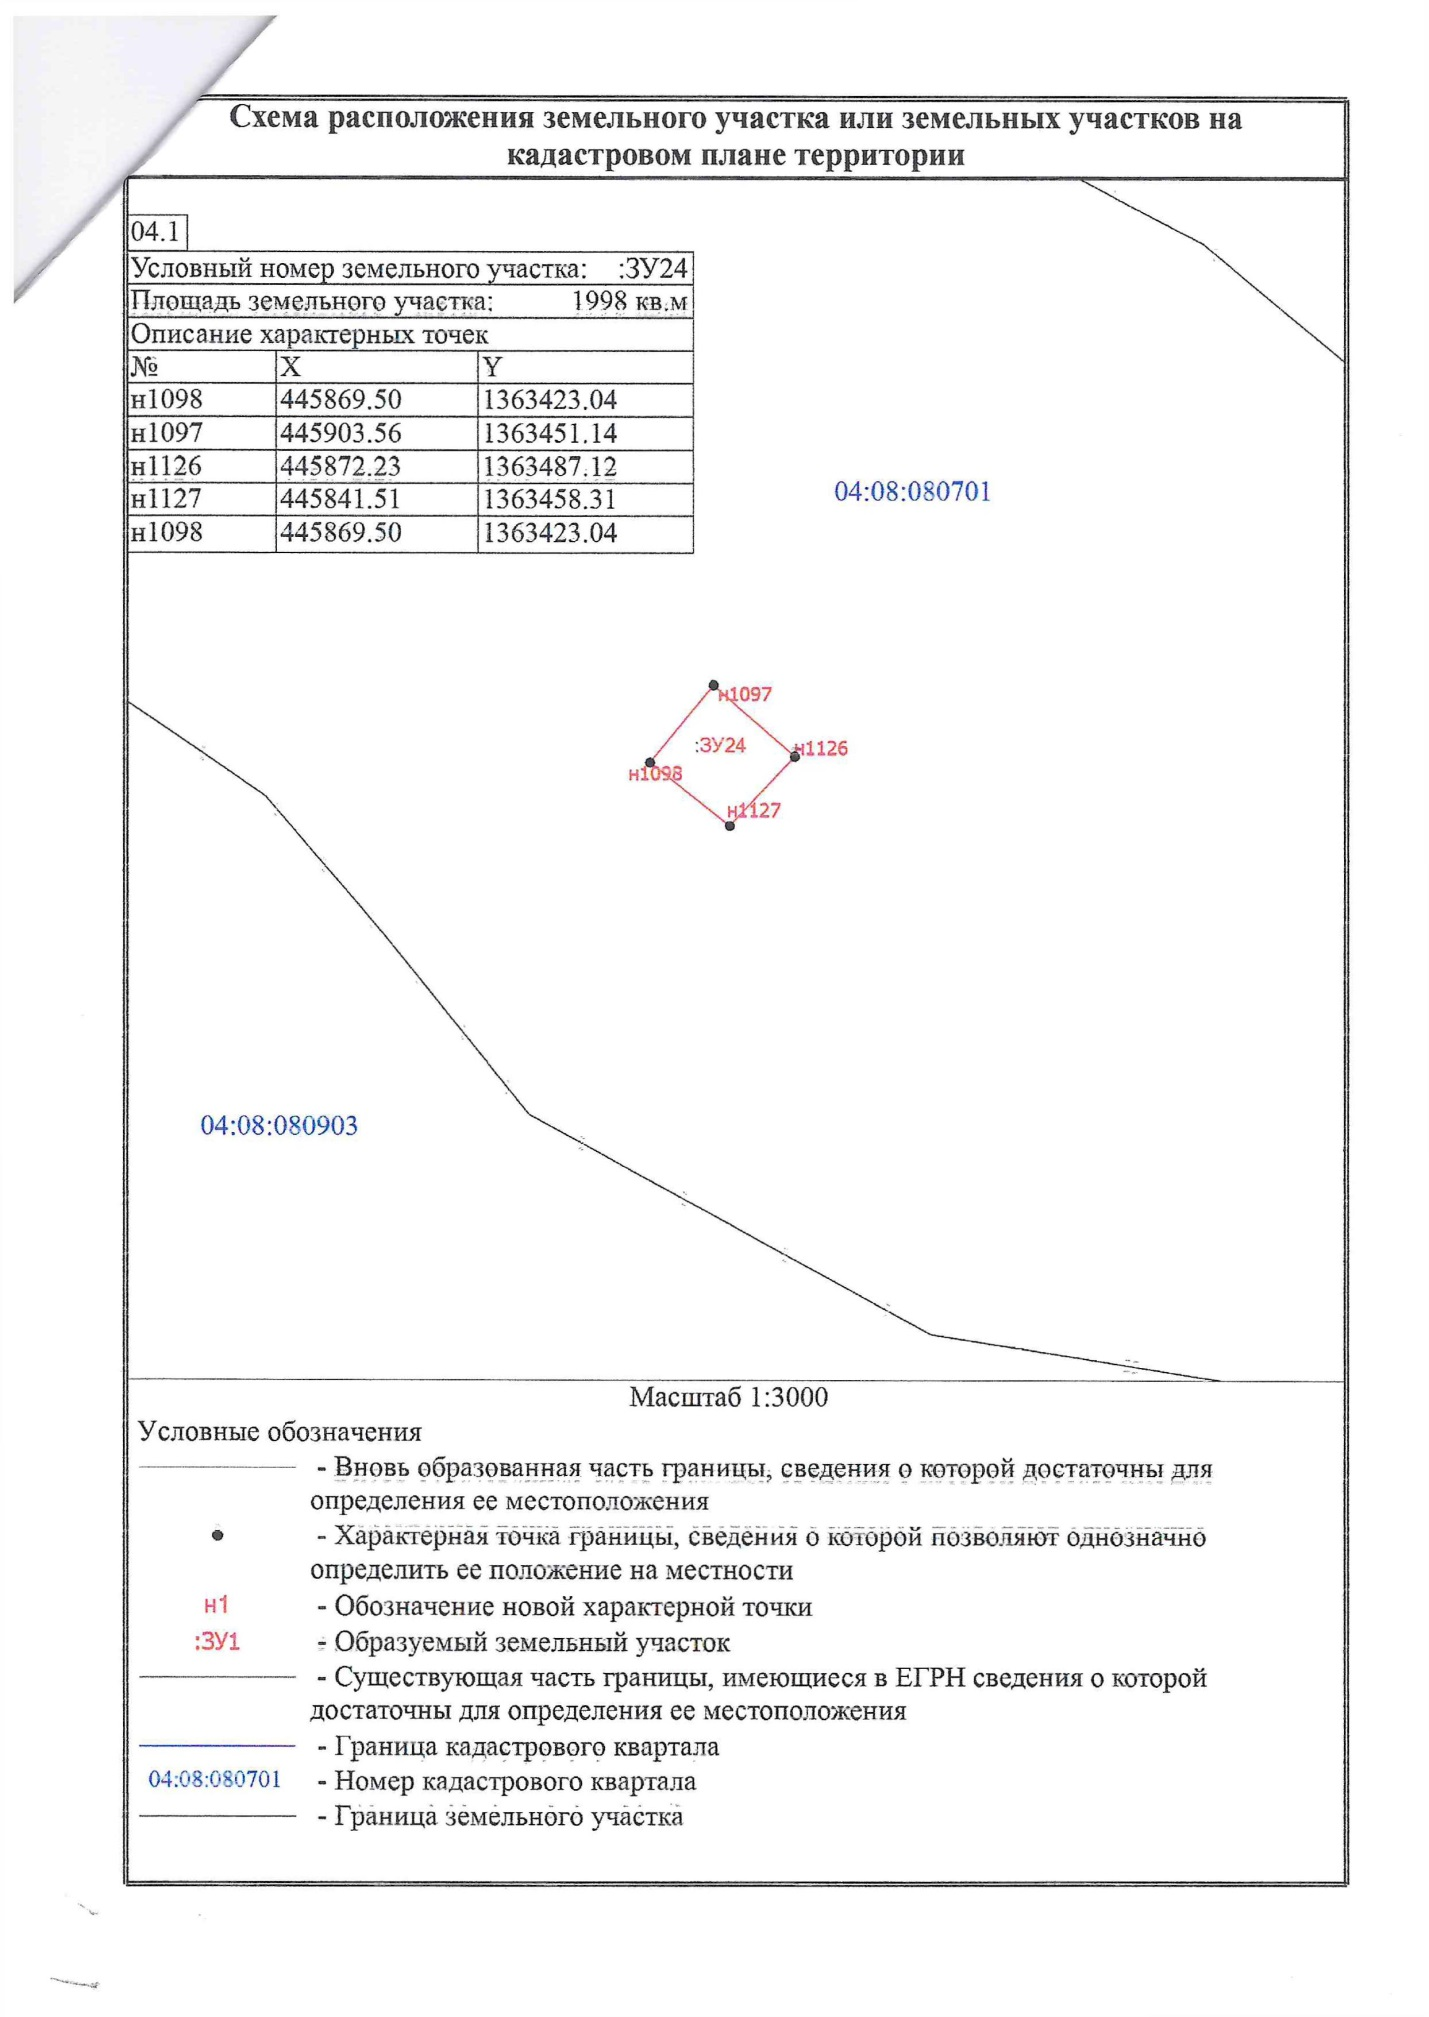 Схема расположения земельного участка или земельных участков на
кадастровом плане территории
04.1
Условный номер земельного участка: :ЗУ24
Площадь земельного участка: 1998 кв.м
Описание характерных точек
№ X Y
н1098 445869.50 1363423.04
н1097 445903.56 1363451.14
н1126 445872.23 1363487.12
н1127 445841.51 1363458.31
н1098 445869.50 1363423.04
04:08:080701
н1097
:ЗУ24
н1126
н1098
н1127
04:08:080903
Масштаб 1:3000
Условные обозначения
- Вновь образованная часть границы, сведения о которой достаточны для
определения ее местоположения
- Характерная точка границы, сведения о которой позволяют однозначно
определить ее положение на местности
н1 - Обозначение новой характерной точки
:ЗУ1 - Образуемый земельный участок
- Существующая часть границы, имеющиеся в ЕГРН сведения о которой
достаточны для определения ее местоположения
- Граница кадастрового квартала
04:08:080701 - Номер кадастрового квартала
- Граница земельного участка